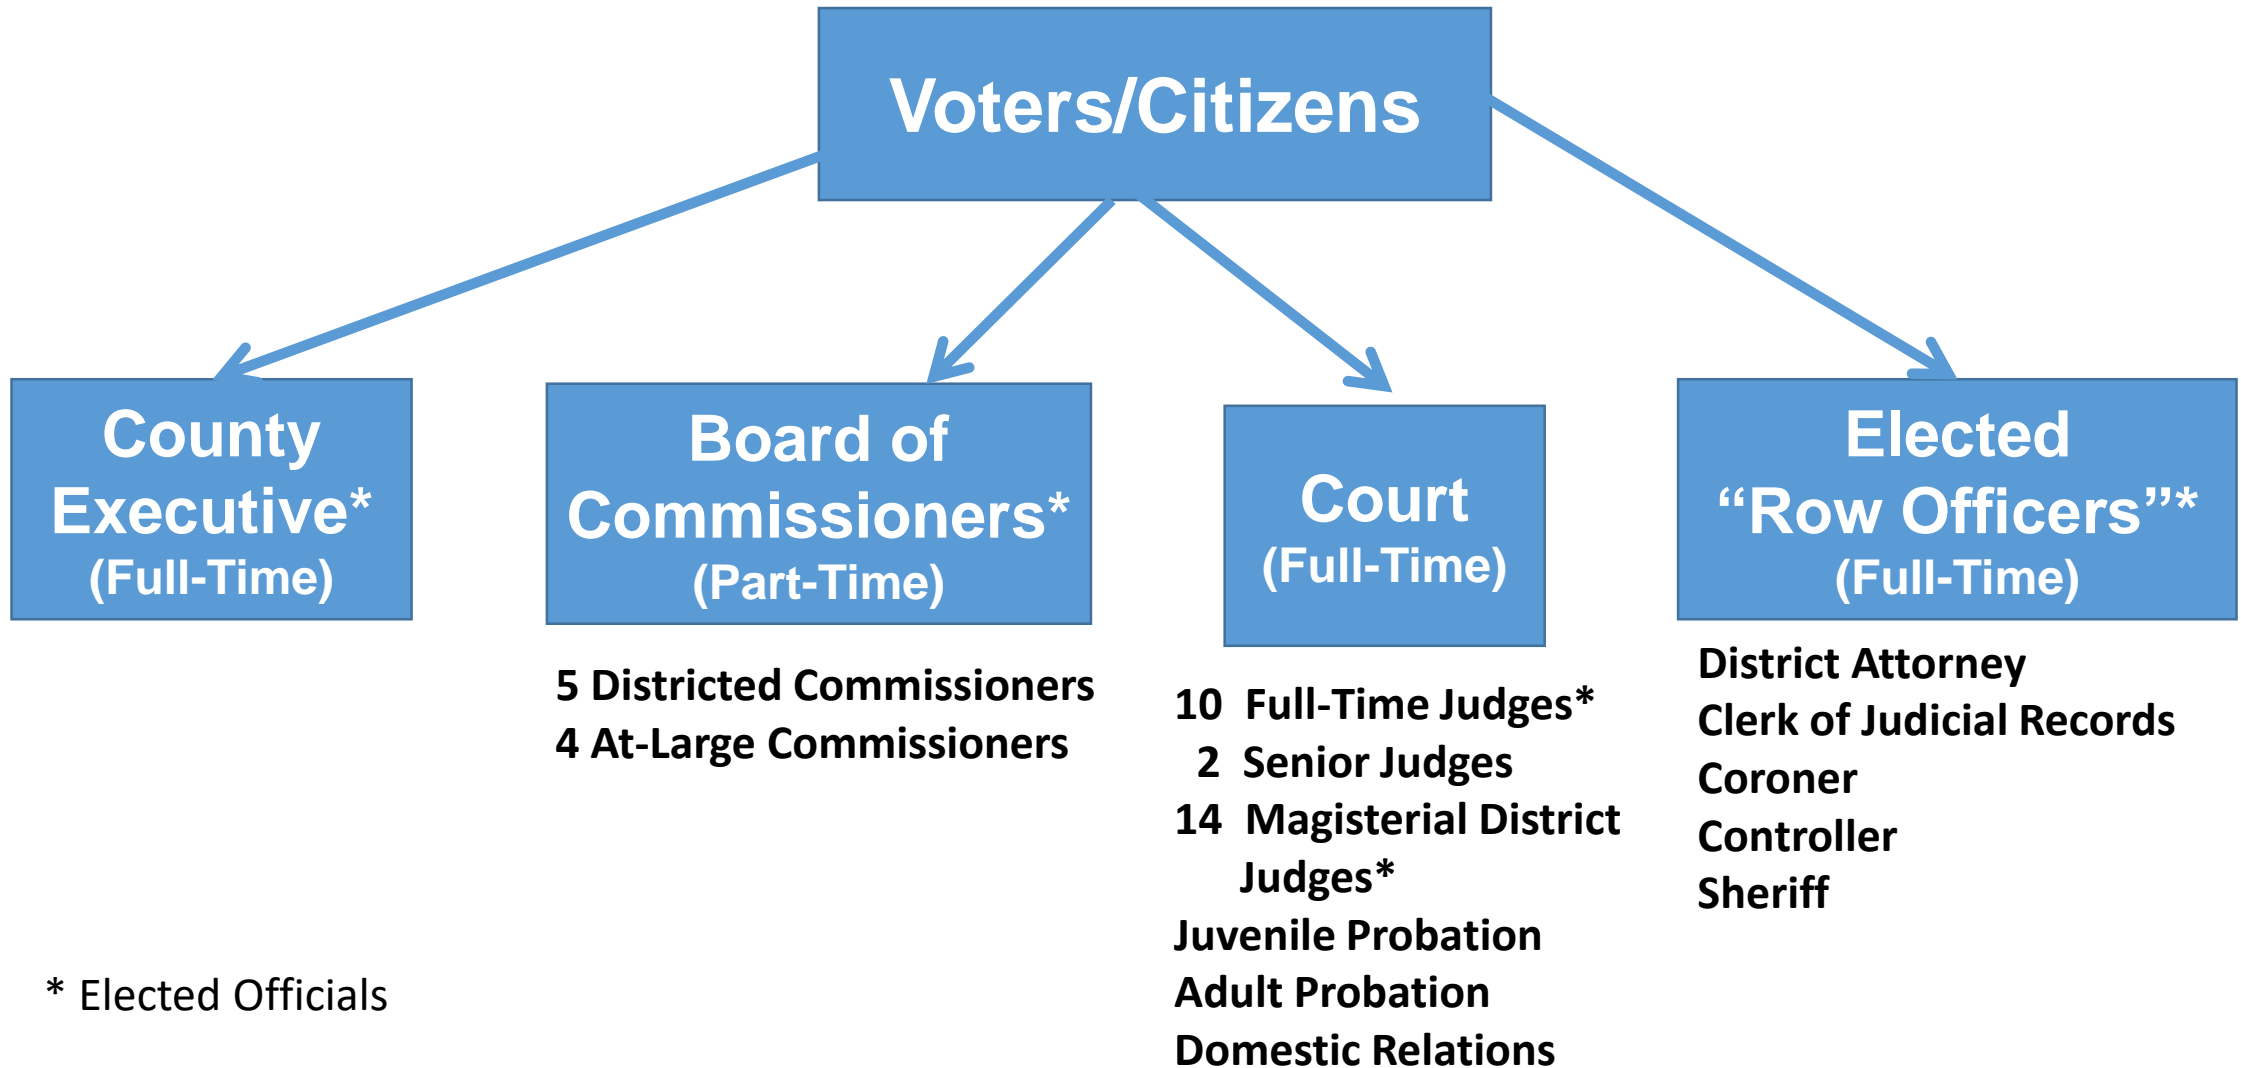 Voters/Citizens
County
Executive*
(Full-Time)
Board of
Commissioners*
(Part-Time)
5 Districted Commissioners
4 At-Large Commissioners
Court
(Full-Time)
10 Full-Time Judges*
2 Senior Judges
14 Magisterial District
Judges*
Juvenile Probation
Adult Probation
Domestic Relations
Elected
“Row Officers”*
(Full-Time)
District Attorney
Clerk of Judicial Records
Coroner
Controller
Sheriff
* Elected Officials